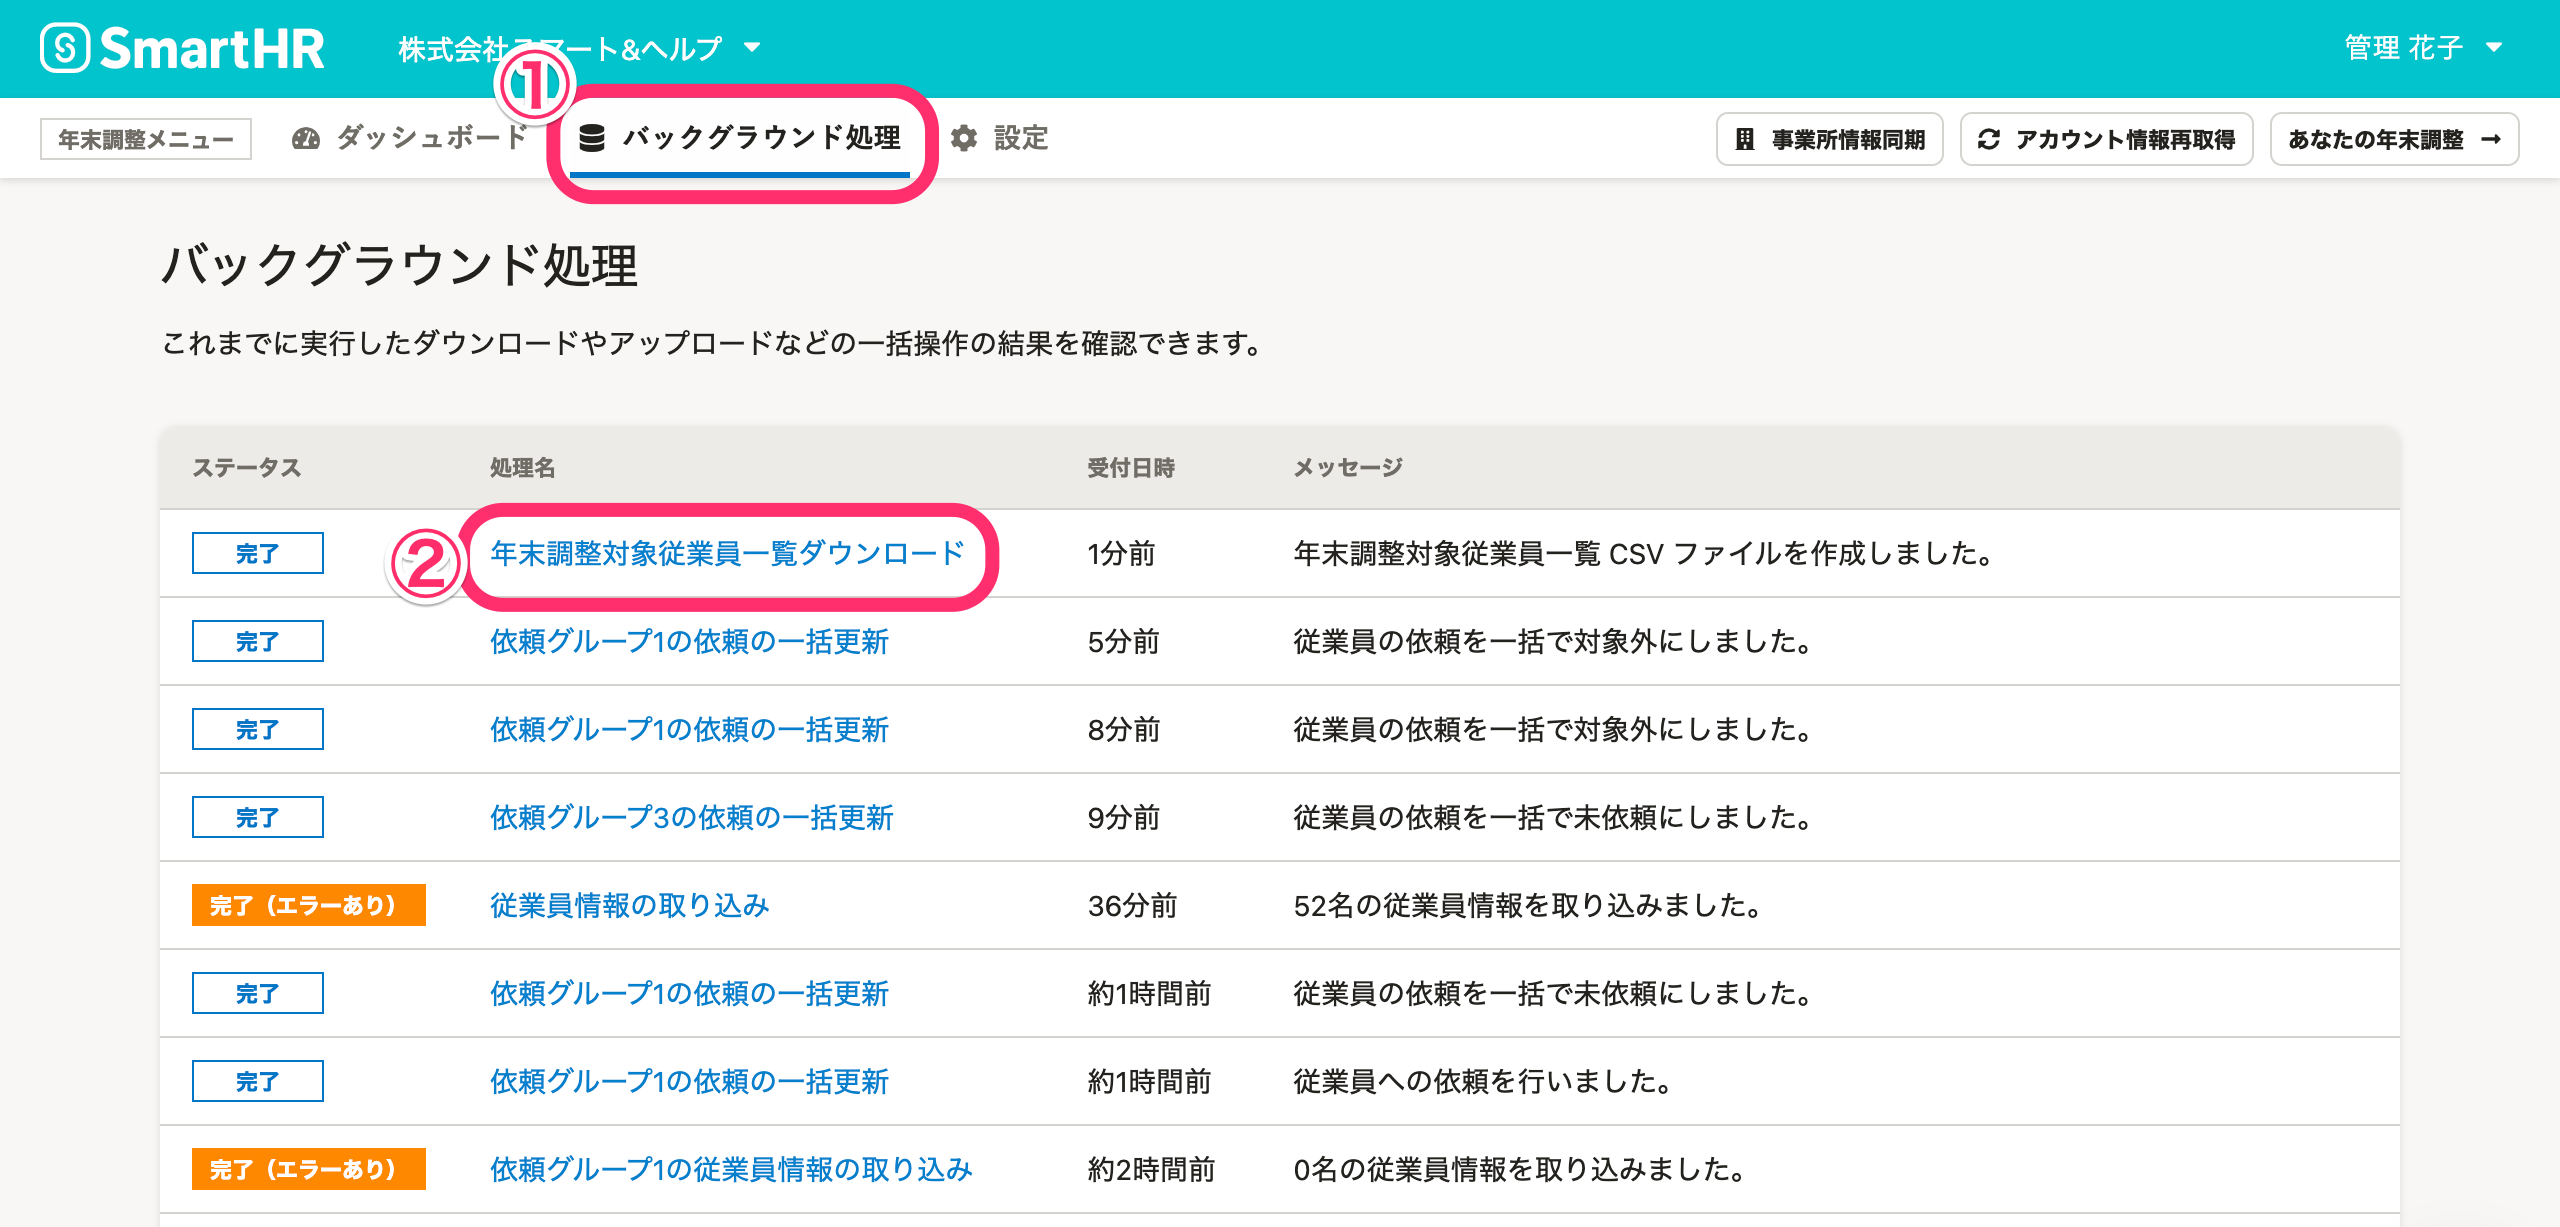 SmartHR 株式会社スマート&ヘルプ 管理 花子
①
年末調整メニュー ダッシュボード バックグラウンド処理 設定 事業所情報同期 アカウント情報再取得 あなたの年末調整 →
バックグラウンド処理
これまでに実行したダウンロードやアップロードなどの一括操作の結果を確認できます。
ステータス 処理名 受付日時 メッセージ
完了 ② 年末調整対象従業員一覧ダウンロード 1分前 年末調整対象従業員一覧 CSV ファイルを作成しました。
完了 依頼グループ1の依頼の一括更新 5分前 従業員の依頼を一括で対象外にしました。
完了 依頼グループ1の依頼の一括更新 8分前 従業員の依頼を一括で対象外にしました。
完了 依頼グループ3の依頼の一括更新 9分前 従業員の依頼を一括で未依頼にしました。
完了（エラーあり） 従業員情報の取り込み 36分前 52名の従業員情報を取り込みました。
完了 依頼グループ1の依頼の一括更新 約1時間前 従業員の依頼を一括で未依頼にしました。
完了 依頼グループ1の依頼の一括更新 約1時間前 従業員への依頼を行いました。
完了（エラーあり） 依頼グループ1の従業員情報の取り込み 約2時間前 0名の従業員情報を取り込みました。